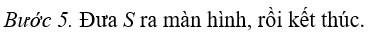 Bước 5. Đưa S ra màn hình, rồi kết thúc.